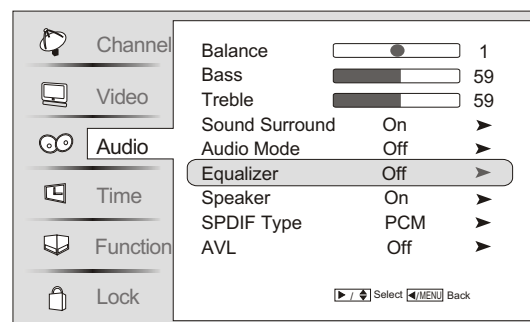 Channel
Video
Audio
Time
Function
Lock
Balance 1
Bass 59
Treble 59
Sound Surround On
Audio Mode Off
Equalizer Off
Speaker On
SPDIF Type PCM
AVL Off
/ Select /MENU Back